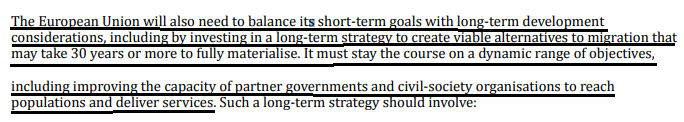 The European Union will also need to balance its short-term goals with long-term development
considerations, including by investing in a long-term strategy to create viable alternatives to migration that
may take 30 years or more to fully materialise. It must stay the course on a dynamic range of objectives,
including improving the capacity of partner governments and civil-society organisations to reach
populations and deliver services. Such a long-term strategy should involve: